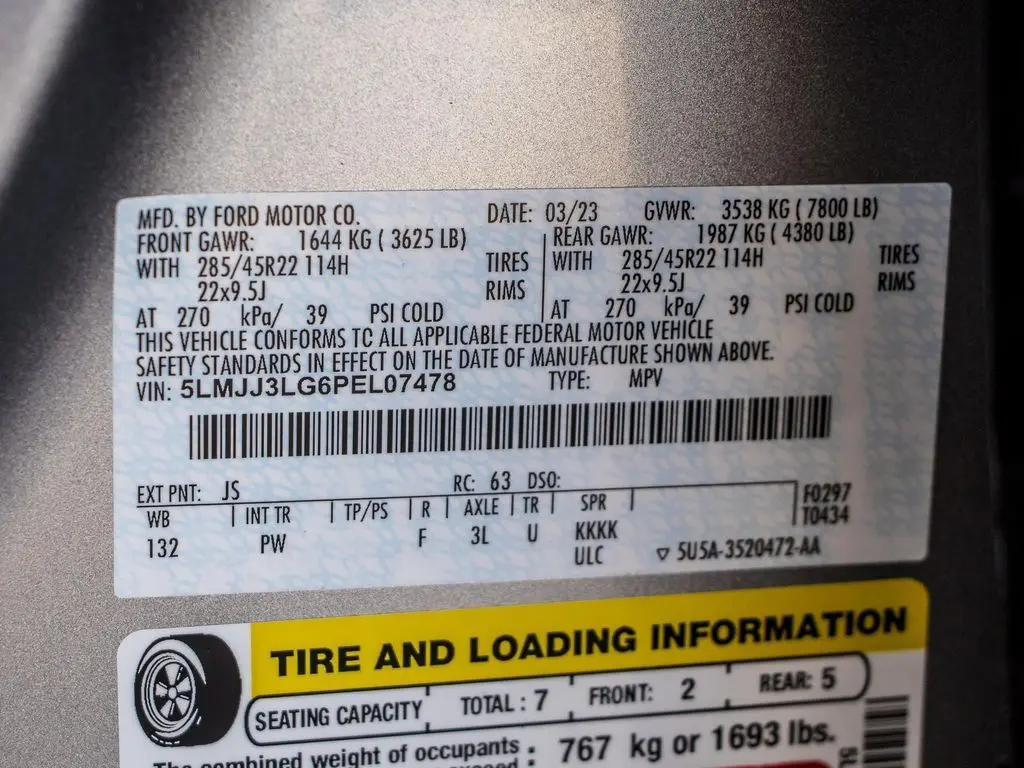 MFD. BY FORD MOTOR CO. DATE: 03/23 GVWR: 3538 KG ( 7800 LB)
FRONT GAWR: 1644 KG ( 3625 LB) REAR GAWR: 1987 KG ( 4380 LB)
WITH 285/45R22 114H TIRES WITH 285/45R22 114H TIRES
22x9.5J RIMS 22x9.5J RIMS
AT 270 kPa/ 39 PSI COLD AT 270 kPa/ 39 PSI COLD
THIS VEHICLE CONFORMS TO ALL APPLICABLE FEDERAL MOTOR VEHICLE
SAFETY STANDARDS IN EFFECT ON THE DATE OF MANUFACTURE SHOWN ABOVE.
VIN: 5LMJJ3LG6PEL07478 TYPE: MPV
EXT PNT: JS RC: 63 DSO:
WB INT TR TP/PS R AXLE TR SPR F0297
T0434
132 PW F 3L U KKKK
ULC ▽ 5U5A-3520472-AA
TIRE AND LOADING INFORMATION
SEATING CAPACITY TOTAL : 7 FRONT: 2 REAR: 5
The combined weight of occupants : 767 kg or 1693 lbs.